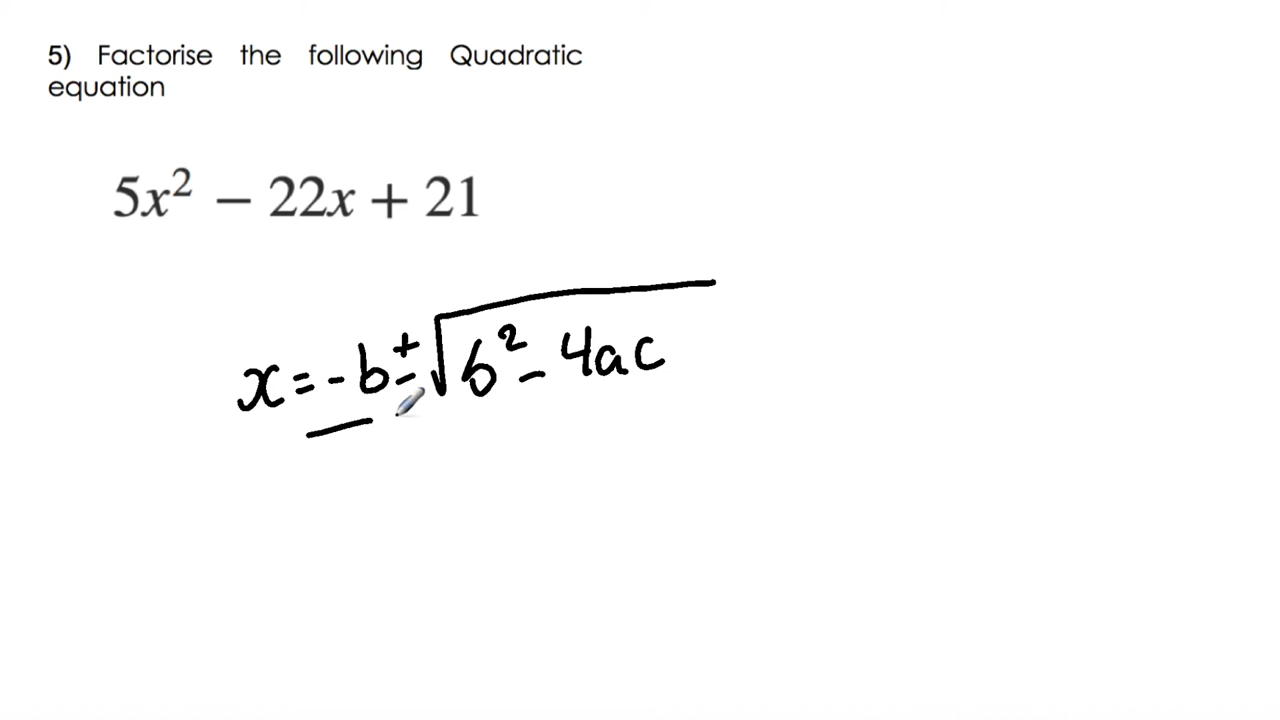 5) Factorise the following Quadratic
equation
5x² − 22x + 21
x = -b ± √b² - 4ac